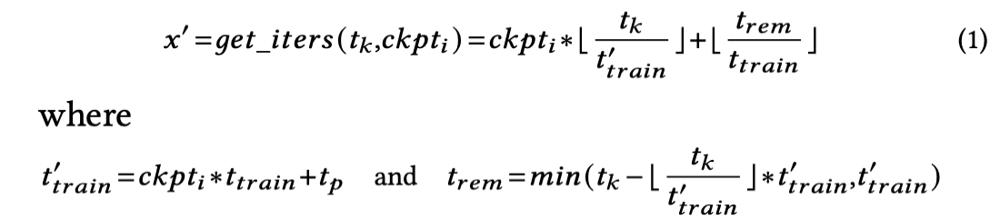 x′=get_iters(t_k,ckpt_i)=ckpt_i*⌊t_k/t′_train⌋+⌊t_rem/t_train⌋ (1)
where
t′_train=ckpt_i*t_train+t_p and t_rem=min(t_k−⌊t_k/t′_train⌋*t′_train,t′_train)